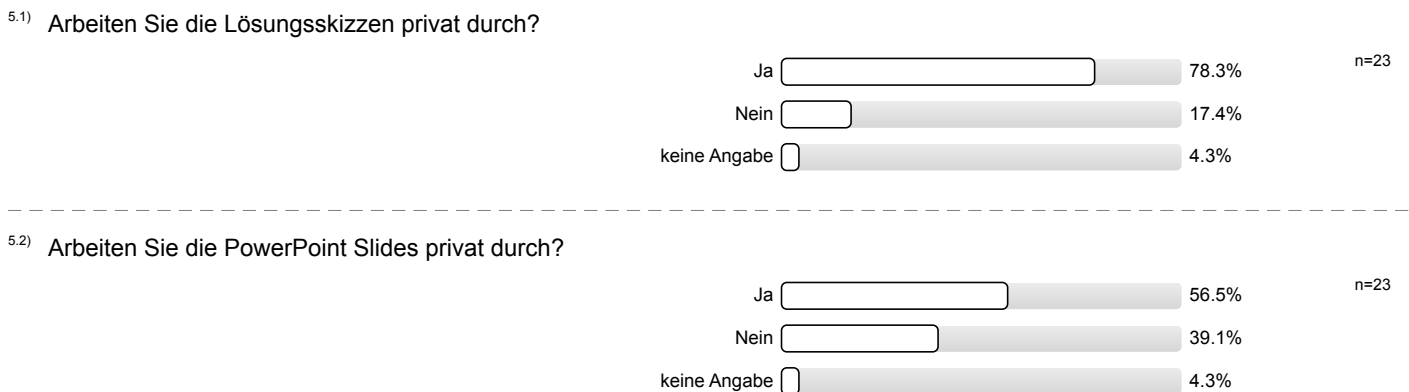 5.1) Arbeiten Sie die Lösungsskizzen privat durch?
Ja 78.3% n=23
Nein 17.4%
keine Angabe 4.3%
5.2) Arbeiten Sie die PowerPoint Slides privat durch?
Ja 56.5% n=23
Nein 39.1%
keine Angabe 4.3%